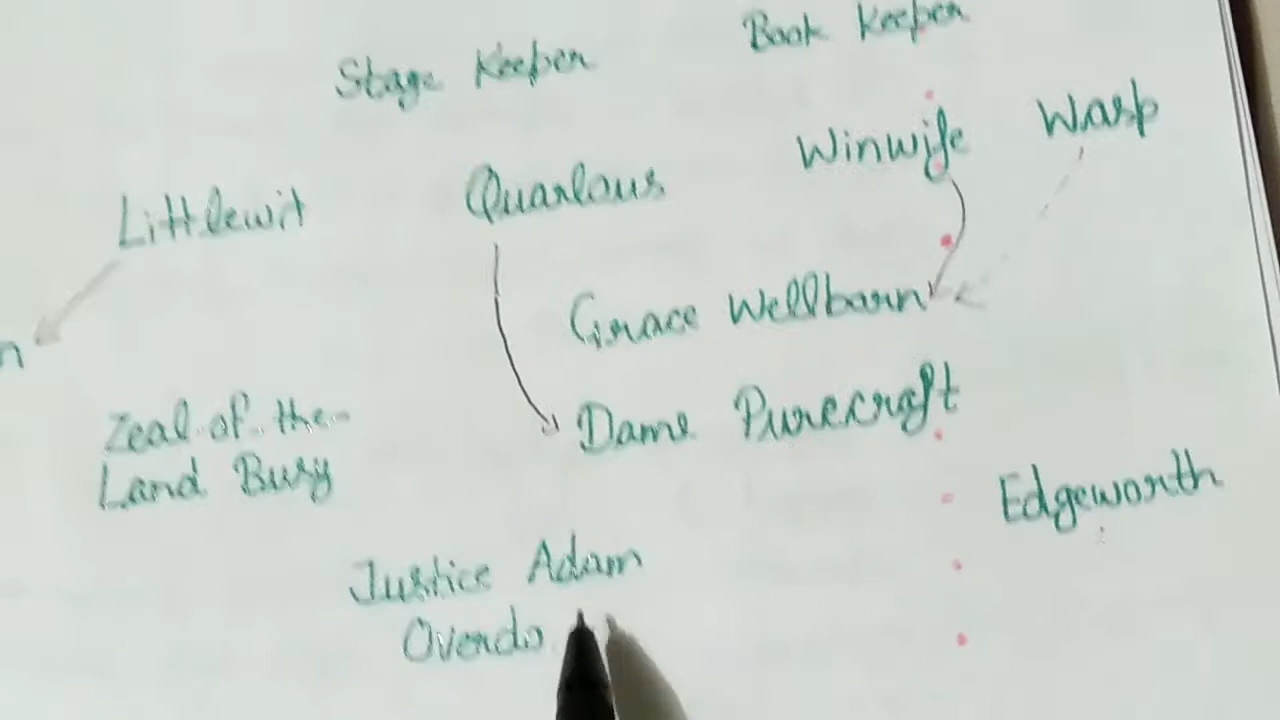 Book Keeper
Stage Keeper
Winwife
Wasp
Littlewit
Quarlous
Grace Wellbarn
n
Dame Purecraft
Zeal-of-the-
Land Busy
Edgeworth
Justice Adam
Overdo